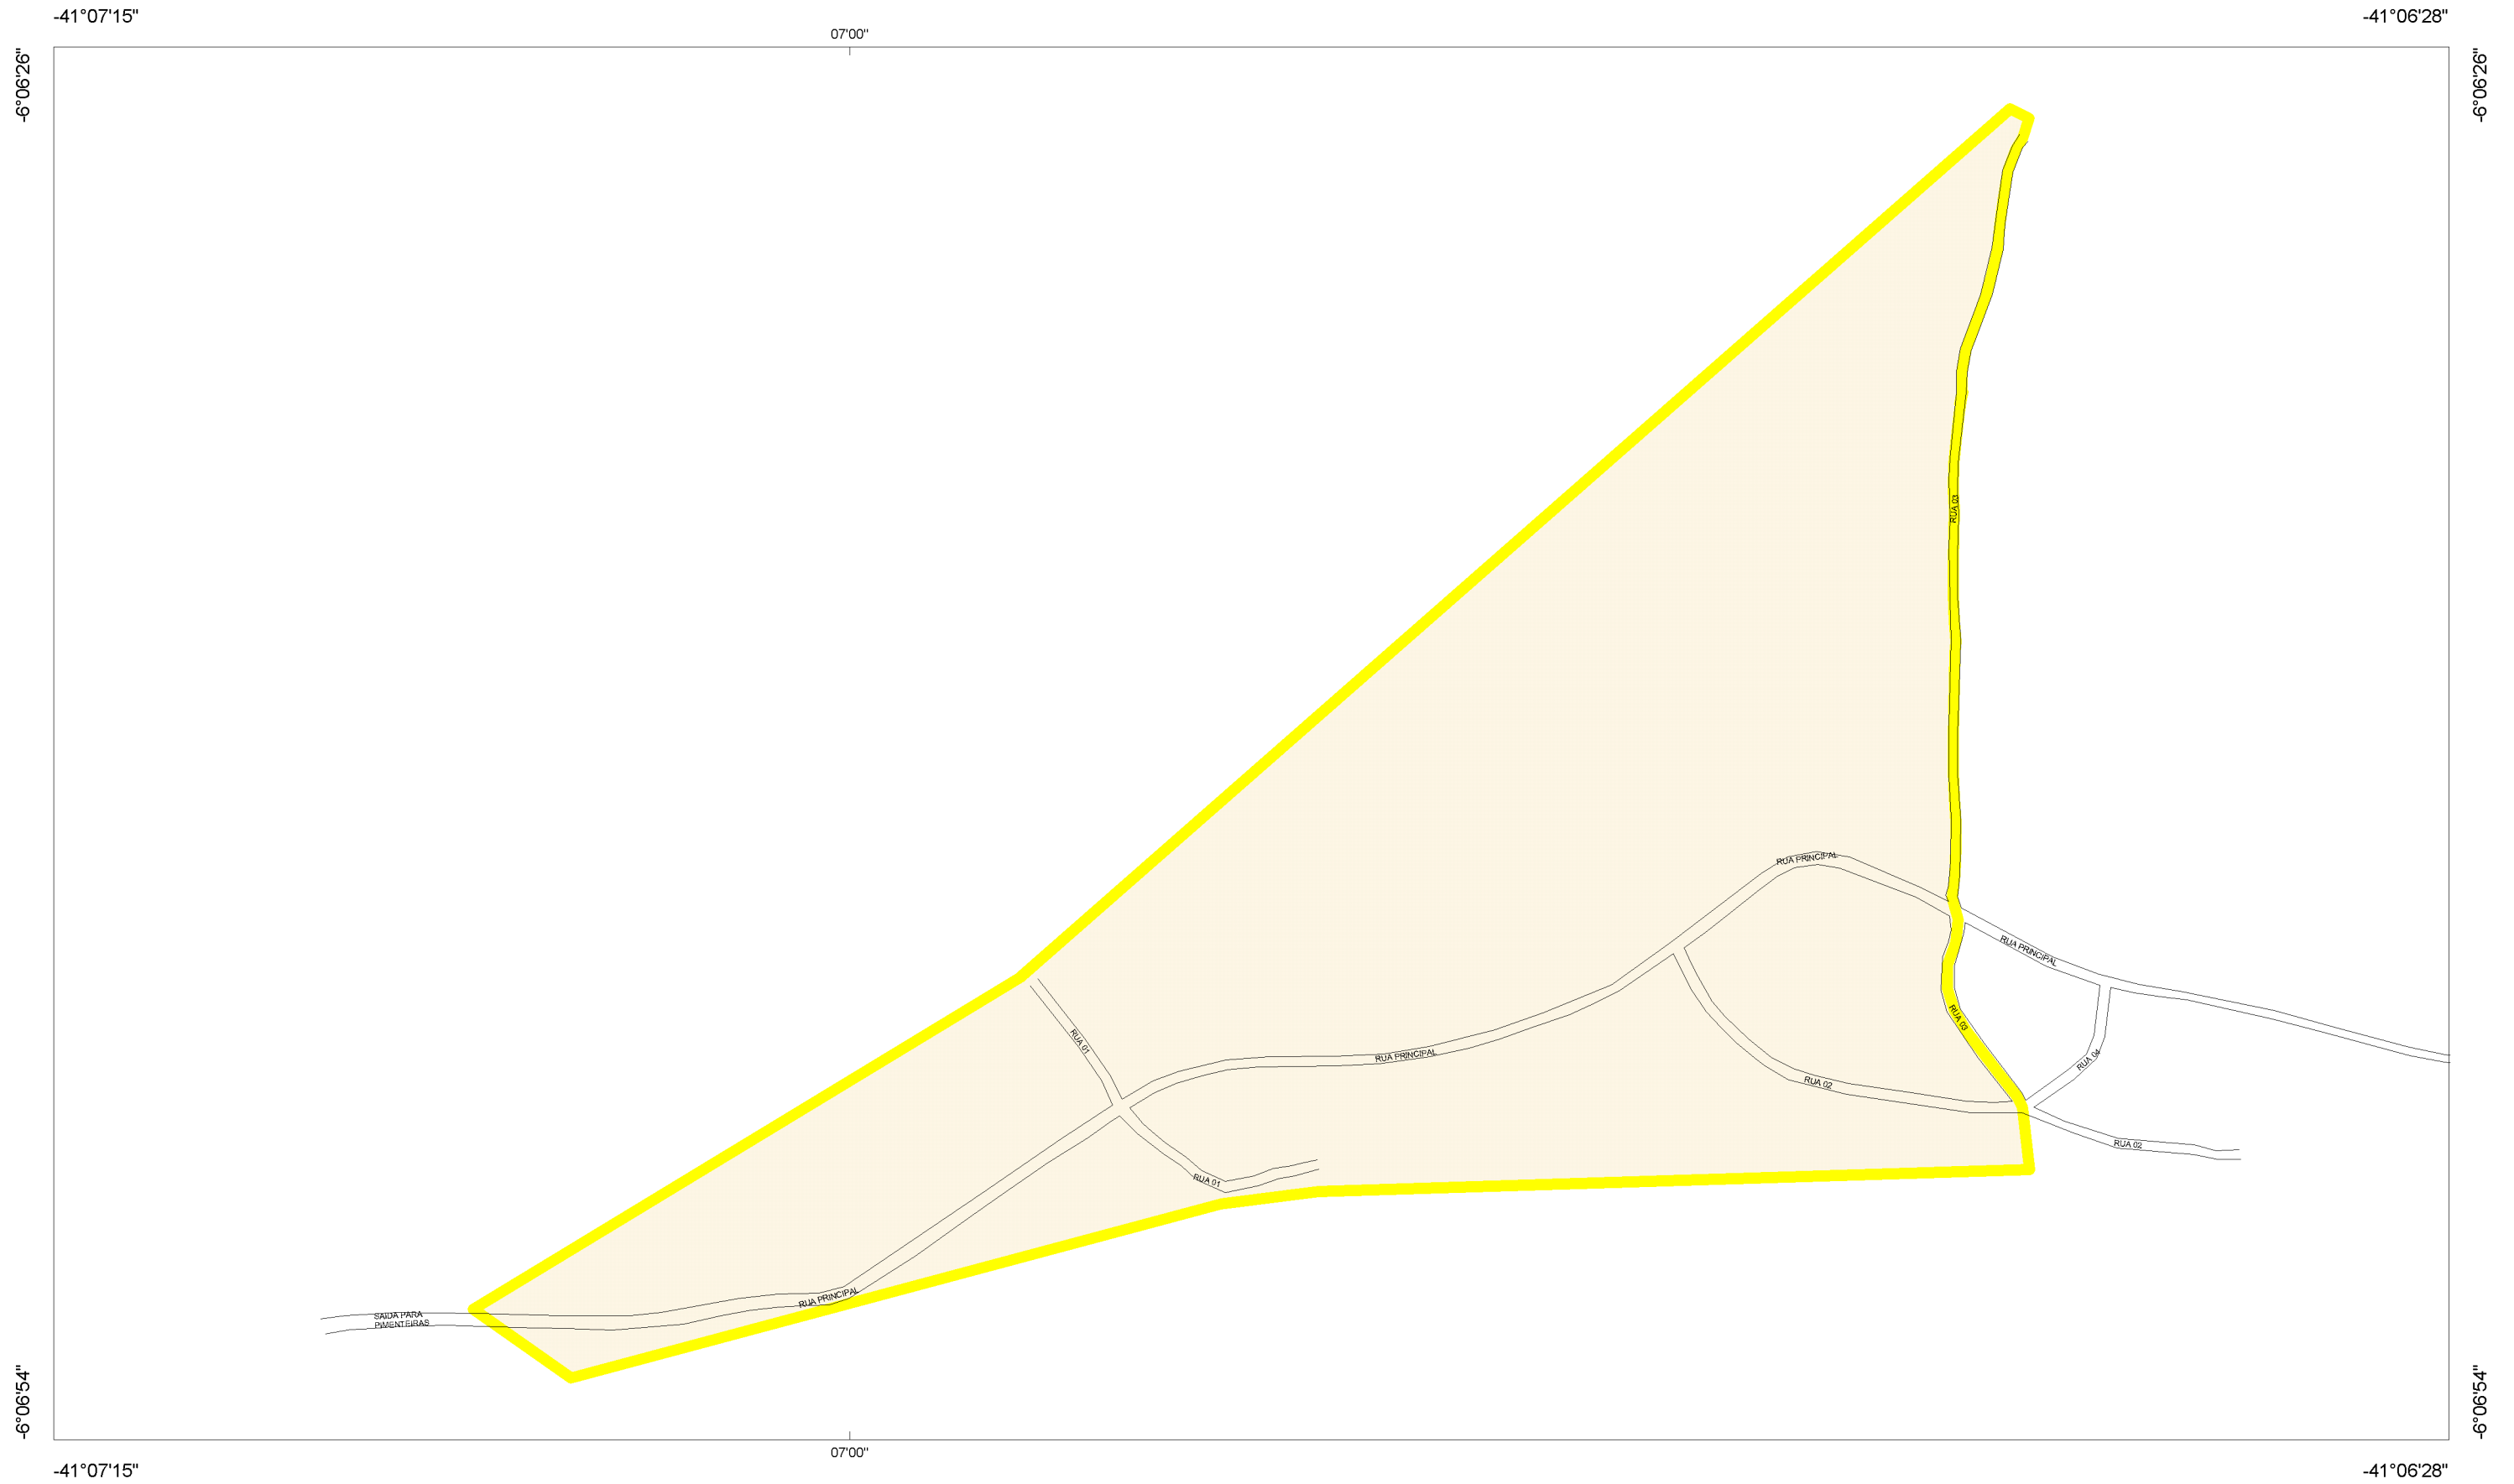 -41°07'15"
-41°06'28"
07'00"
-6°06'26"
-6°06'26"
RUA 03
RUA PRINCIPAL
RUA PRINCIPAL
RUA 03
RUA 01
RUA PRINCIPAL
RUA 04
RUA 02
RUA 02
RUA 01
RUA PRINCIPAL
SAIDA PARA
PIMENTEIRAS
-6°06'54"
-6°06'54"
07'00"
-41°07'15"
-41°06'28"